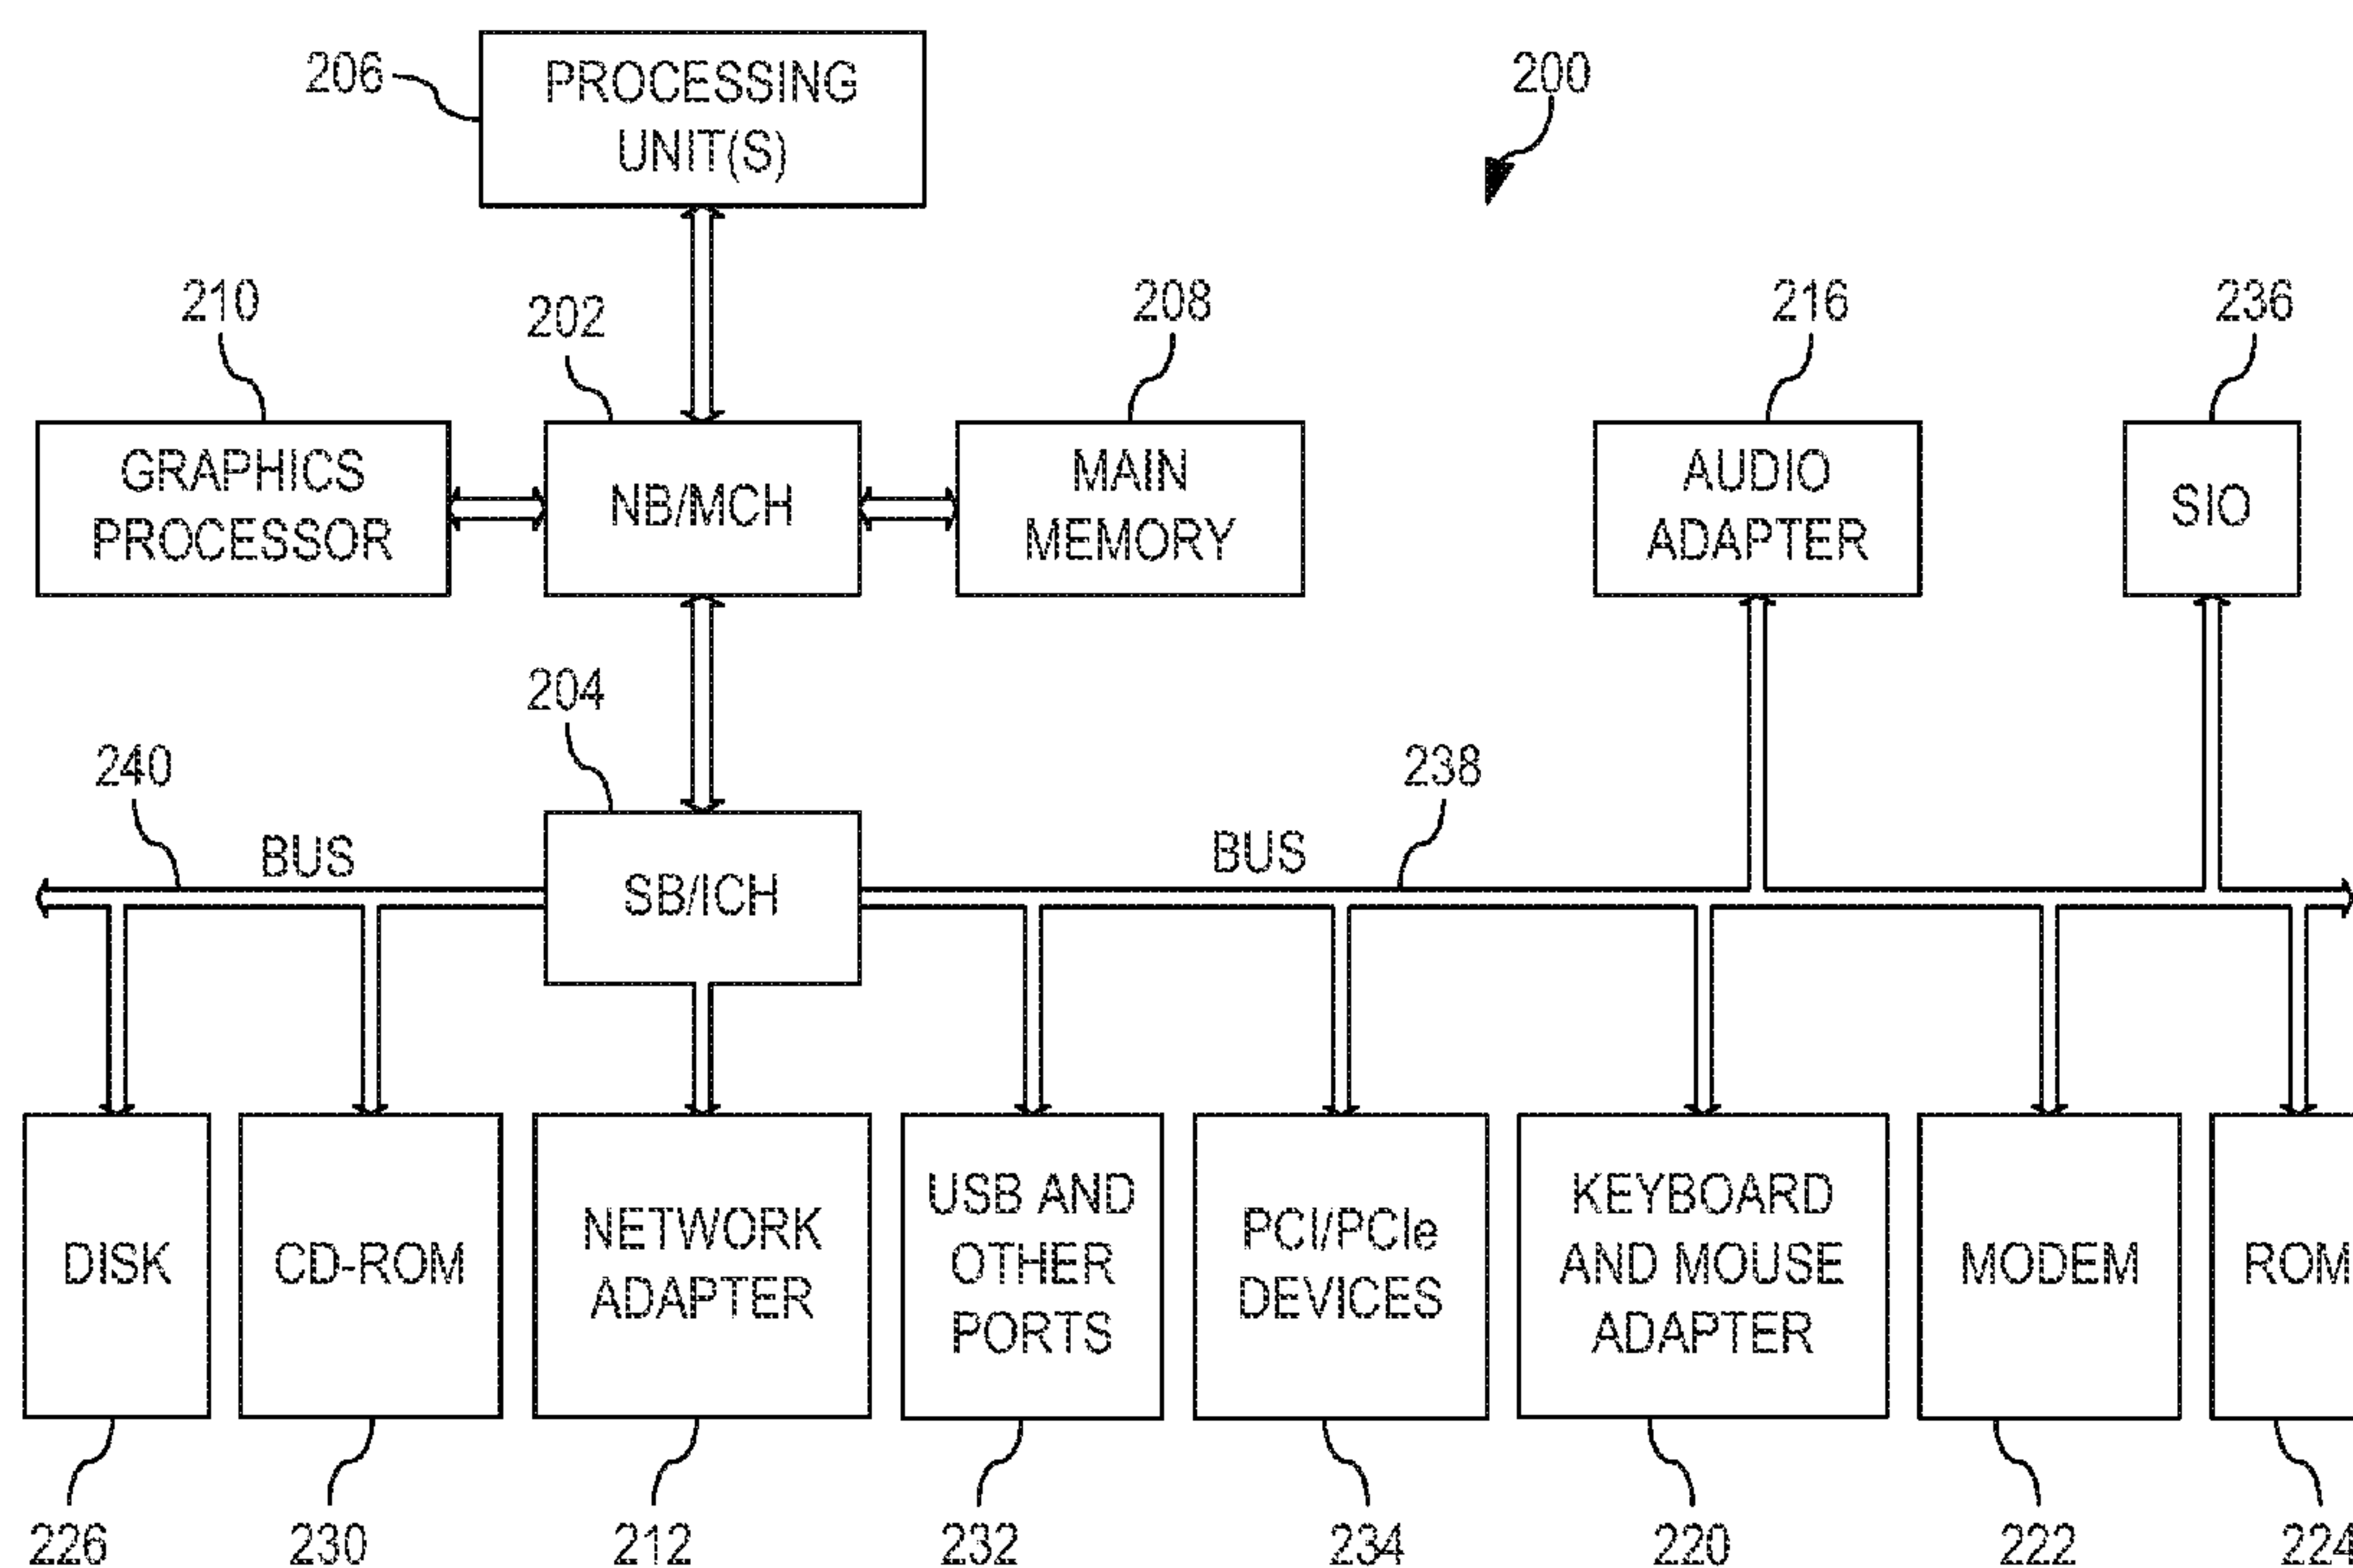 206
PROCESSING
UNIT(S)
200
210
202
208
216
236
GRAPHICS
PROCESSOR
NB/MCH
MAIN
MEMORY
AUDIO
ADAPTER
SIO
204
240
238
BUS
SB/ICH
BUS
DISK
CD-ROM
NETWORK
ADAPTER
USB AND
OTHER
PORTS
PCI/PCIe
DEVICES
KEYBOARD
AND MOUSE
ADAPTER
MODEM
ROM
226
230
212
232
234
220
222
224